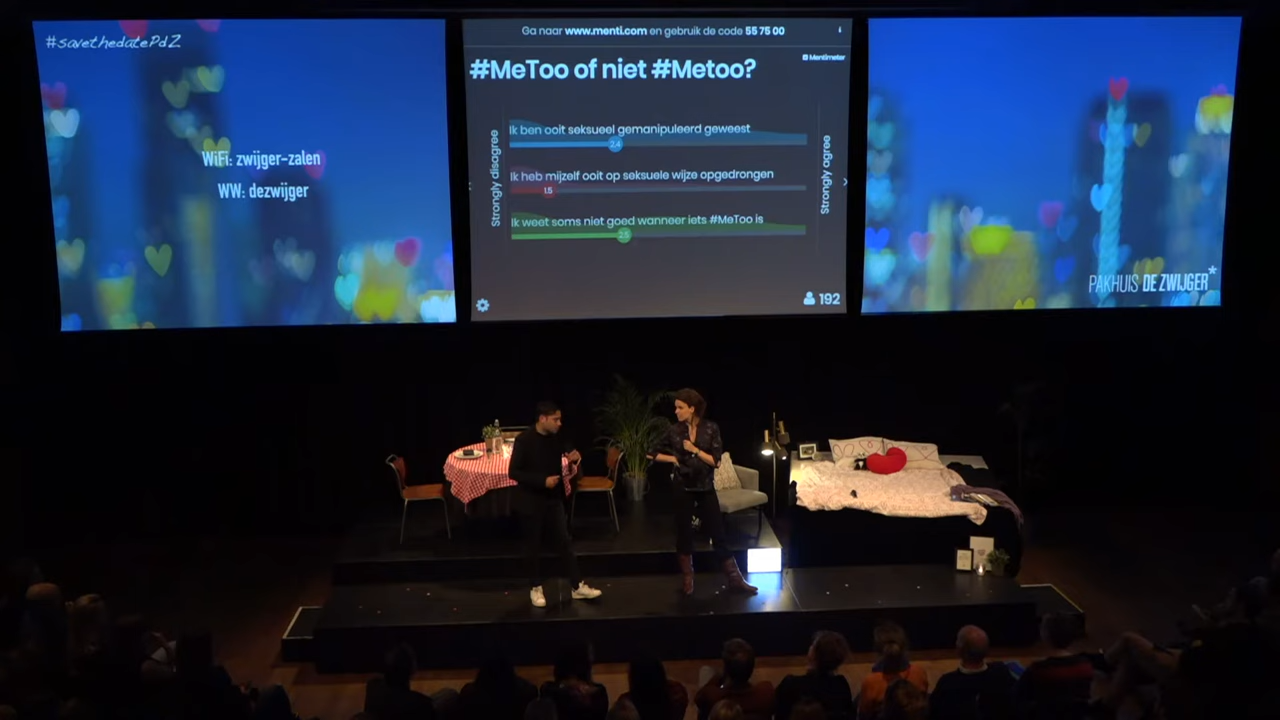 #savethedatePdZ
WiFi: zwijger-zalen
WW: dezwijger
Ga naar www.menti.com en gebruik de code 55 75 00
Mentimeter
#MeToo of niet #Metoo?
Strongly disagree
Ik ben ooit seksueel gemanipuleerd geweest
2.4
Ik heb mijzelf ooit op seksuele wijze opgedrongen
1.5
Ik weet soms niet goed wanneer iets #MeToo is
2.5
Strongly agree
192
PAKHUIS DE ZWIJGER*